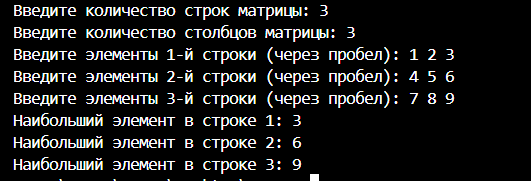 Введите количество строк матрицы: 3
Введите количество столбцов матрицы: 3
Введите элементы 1-й строки (через пробел): 1 2 3
Введите элементы 2-й строки (через пробел): 4 5 6
Введите элементы 3-й строки (через пробел): 7 8 9
Наибольший элемент в строке 1: 3
Наибольший элемент в строке 2: 6
Наибольший элемент в строке 3: 9